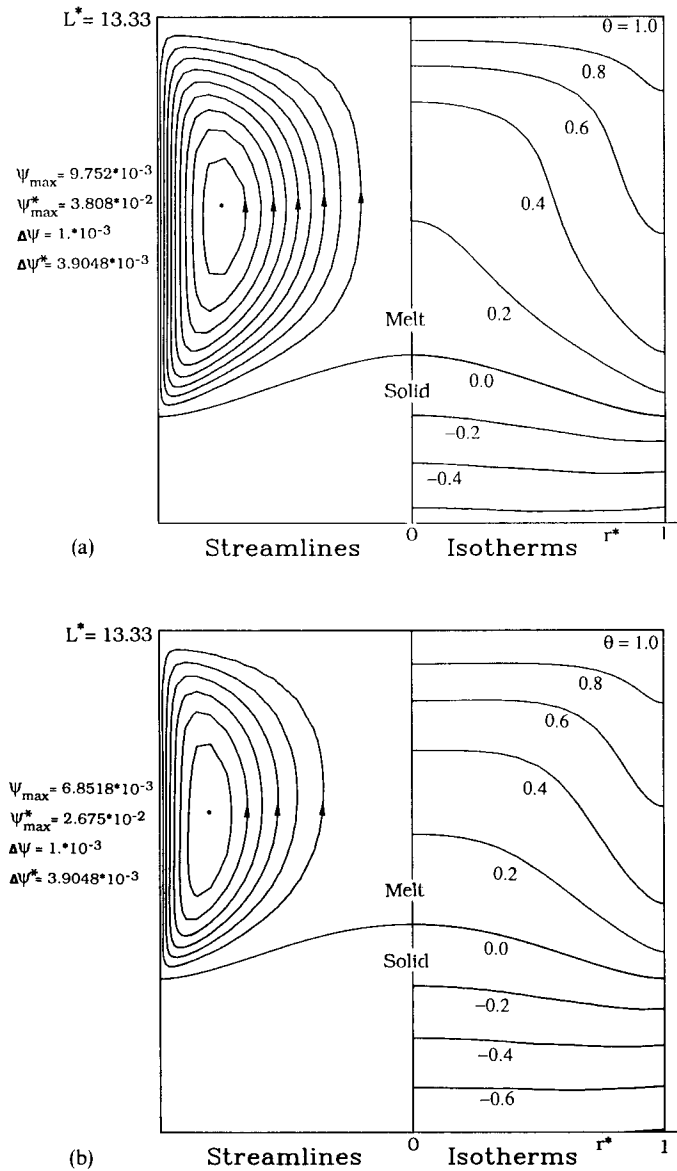 L* = 13.33
θ = 1.0
0.8
0.6
0.4
0.2
0.0
−0.2
−0.4
Ψmax = 9.752*10-3
Ψ*max = 3.808*10-2
ΔΨ = 1.*10-3
ΔΨ* = 3.9048*10-3
Melt
Solid
0
r*
1
(a)
Streamlines
Isotherms
L* = 13.33
θ = 1.0
0.8
0.6
0.4
0.2
0.0
−0.2
−0.4
−0.6
Ψmax = 6.8518*10-3
Ψ*max = 2.675*10-2
ΔΨ = 1.*10-3
ΔΨ* = 3.9048*10-3
Melt
Solid
0
r*
1
(b)
Streamlines
Isotherms